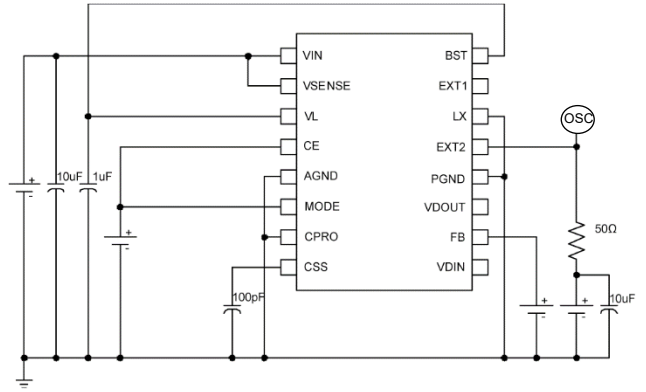 VIN
BST
VSENSE
EXT1
VL
LX
OSC
CE
EXT2
10uF
1uF
AGND
PGND
MODE
VDOUT
CPRO
FB
50Ω
CSS
VDIN
100pF
10uF
+
-
+
-
+
-
+
-